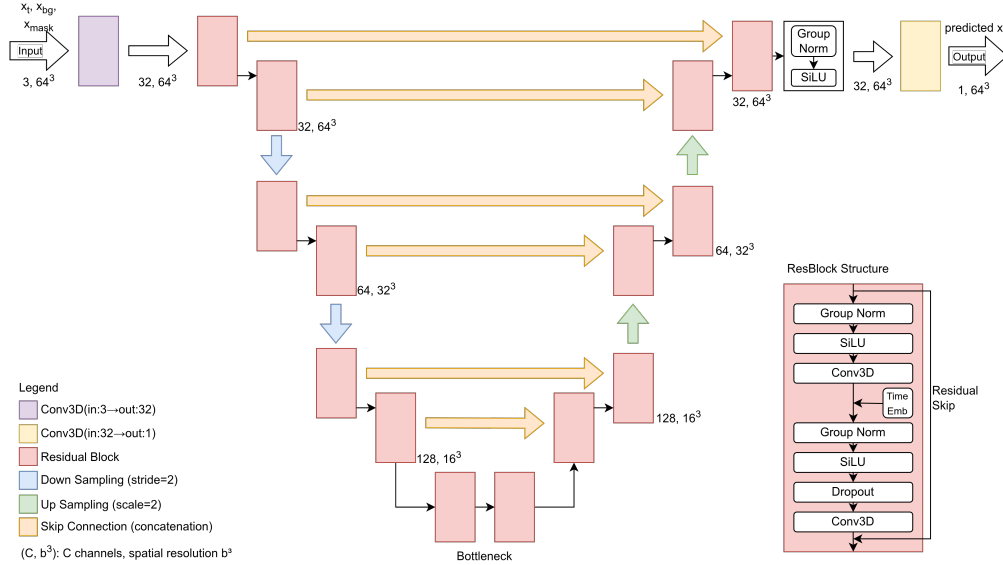 x_t, x_bg,
x_mask
Input
3, 64³
32, 64³
32, 64³
64, 32³
128, 16³
Bottleneck
128, 16³
64, 32³
32, 64³
Group
Norm
SiLU
32, 64³
predicted x
Output
1, 64³
Legend
Conv3D(in:3→out:32)
Conv3D(in:32→out:1)
Residual Block
Down Sampling (stride=2)
Up Sampling (scale=2)
Skip Connection (concatenation)
(C, b³): C channels, spatial resolution b³
ResBlock Structure
Group Norm
SiLU
Conv3D
Time
Emb
Residual
Skip
Group Norm
SiLU
Dropout
Conv3D